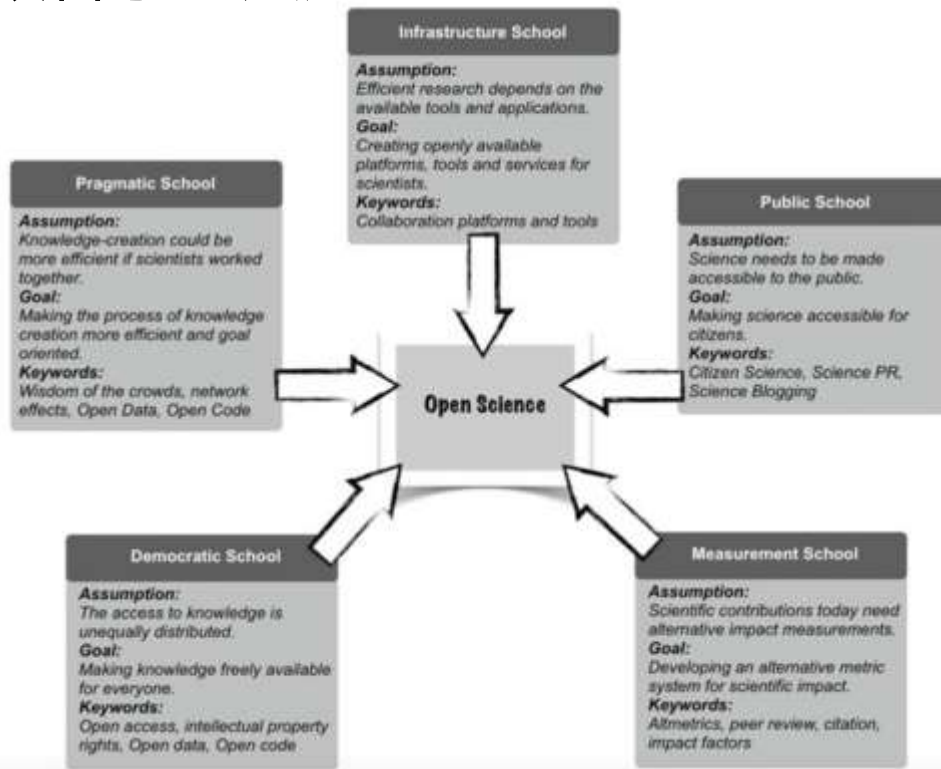 Infrastructure School
Assumption:
Efficient research depends on the
available tools and applications.
Goal:
Creating openly available
platforms, tools and services for
scientists.
Keywords:
Collaboration platforms and tools
Pragmatic School
Assumption:
Knowledge-creation could be
more efficient if scientists worked
together.
Goal:
Making the process of knowledge
creation more efficient and goal
oriented.
Keywords:
Wisdom of the crowds, network
effects, Open Data, Open Code
Public School
Assumption:
Science needs to be made
accessible to the public.
Goal:
Making science accessible for
citizens.
Keywords:
Citizen Science, Science PR,
Science Blogging
Open Science
Democratic School
Assumption:
The access to knowledge is
unequally distributed.
Goal:
Making knowledge freely available
for everyone.
Keywords:
Open access, intellectual property
rights, Open data, Open code
Measurement School
Assumption:
Scientific contributions today need
alternative impact measurements.
Goal:
Developing an alternative metric
system for scientific impact.
Keywords:
Altmetrics, peer review, citation,
impact factors